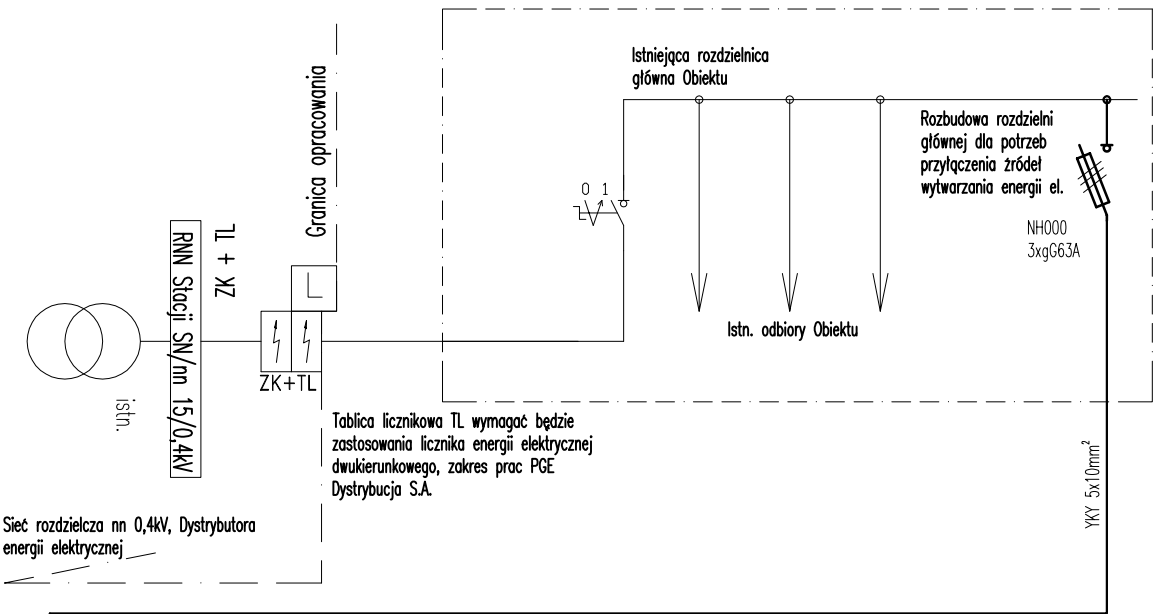 Istniejąca rozdzielnica
główna Obiektu
Granica opracowania
Rozbudowa rozdzielni
głównej dla potrzeb
przyłączenia źródeł
wytwarzania energii el.
0 1
NH000
3xgG63A
ZK + TL
RNN Stacji SN/nn 15/0,4kV
L
ZK+TL
istn.
Istn. odbiory Obiektu
Tablica licznikowa TL wymagać będzie
zastosowania licznika energii elektrycznej
dwukierunkowego, zakres prac PGE
Dystrybucja S.A.
YKY 5x10mm²
Sieć rozdzielcza nn 0,4kV, Dystrybutora
energii elektrycznej